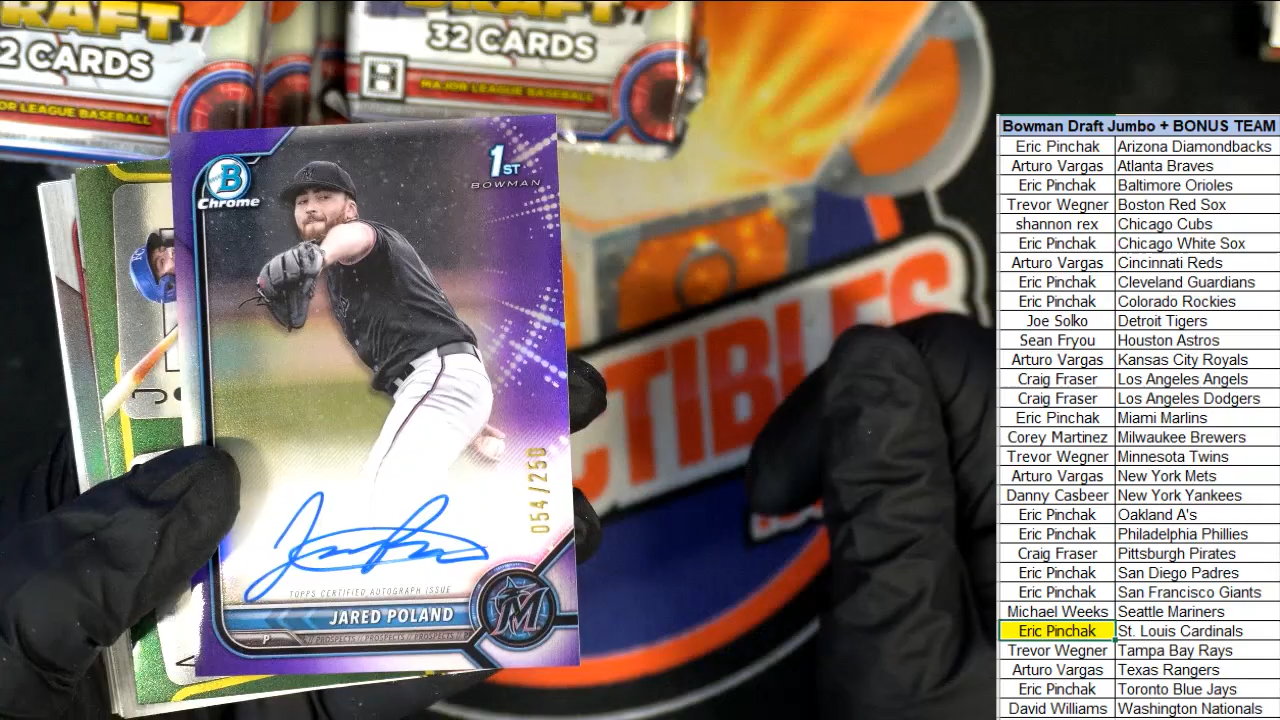 RAFT
2 CARDS
OR LEAGUE BASEBALL
DRAFT
32 CARDS
MAJOR LEAGUE BASEBALL
B
Chrome
1ST
BOWMAN
054/250
TOPPS CERTIFIED AUTOGRAPH ISSUE
JARED POLAND
P
PROSPECTS // PROSPECTS // PROSPECTS
M
CTIBLES
Bowman Draft Jumbo + BONUS TEAM
Eric Pinchak Arizona Diamondbacks
Arturo Vargas Atlanta Braves
Eric Pinchak Baltimore Orioles
Trevor Wegner Boston Red Sox
shannon rex Chicago Cubs
Eric Pinchak Chicago White Sox
Arturo Vargas Cincinnati Reds
Eric Pinchak Cleveland Guardians
Eric Pinchak Colorado Rockies
Joe Solko Detroit Tigers
Sean Fryou Houston Astros
Arturo Vargas Kansas City Royals
Craig Fraser Los Angeles Angels
Craig Fraser Los Angeles Dodgers
Eric Pinchak Miami Marlins
Corey Martinez Milwaukee Brewers
Trevor Wegner Minnesota Twins
Arturo Vargas New York Mets
Danny Casbeer New York Yankees
Eric Pinchak Oakland A's
Eric Pinchak Philadelphia Phillies
Craig Fraser Pittsburgh Pirates
Eric Pinchak San Diego Padres
Eric Pinchak San Francisco Giants
Michael Weeks Seattle Mariners
Eric Pinchak St. Louis Cardinals
Trevor Wegner Tampa Bay Rays
Arturo Vargas Texas Rangers
Eric Pinchak Toronto Blue Jays
David Williams Washington Nationals